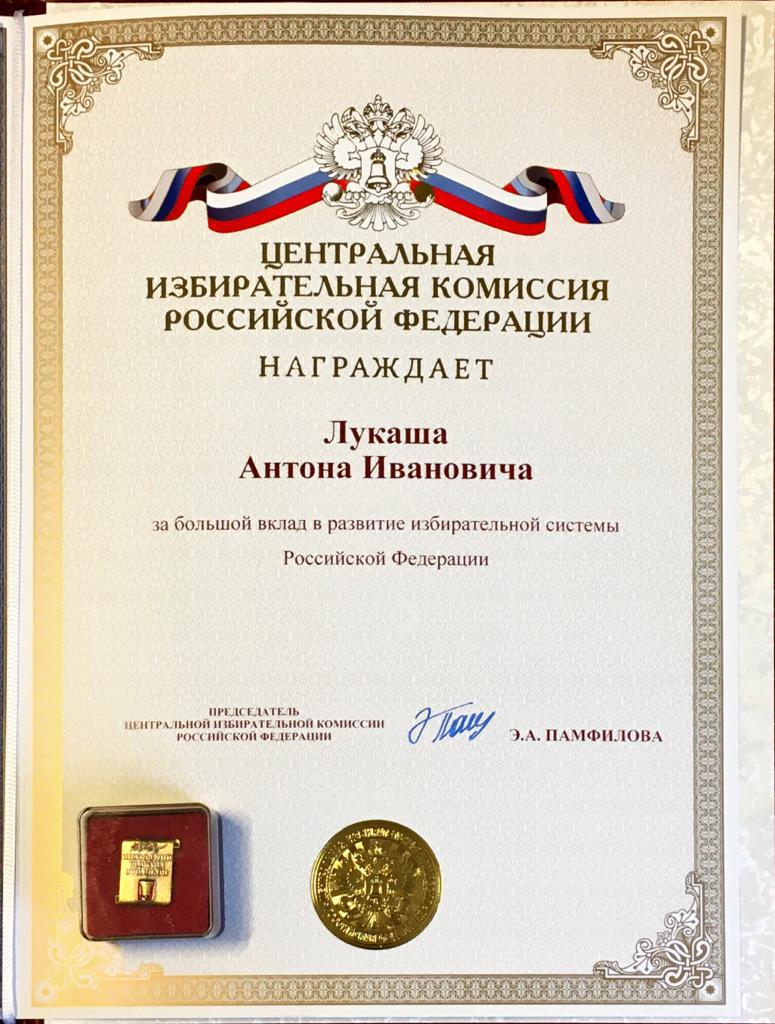 ЦЕНТРАЛЬНАЯ
ИЗБИРАТЕЛЬНАЯ КОМИССИЯ
РОССИЙСКОЙ ФЕДЕРАЦИИ
НАГРАЖДАЕТ
Лукаша
Антона Ивановича
за большой вклад в развитие избирательной системы
Российской Федерации
ПРЕДСЕДАТЕЛЬ
ЦЕНТРАЛЬНОЙ ИЗБИРАТЕЛЬНОЙ КОМИССИИ
РОССИЙСКОЙ ФЕДЕРАЦИИ
Э.А. ПАМФИЛОВА